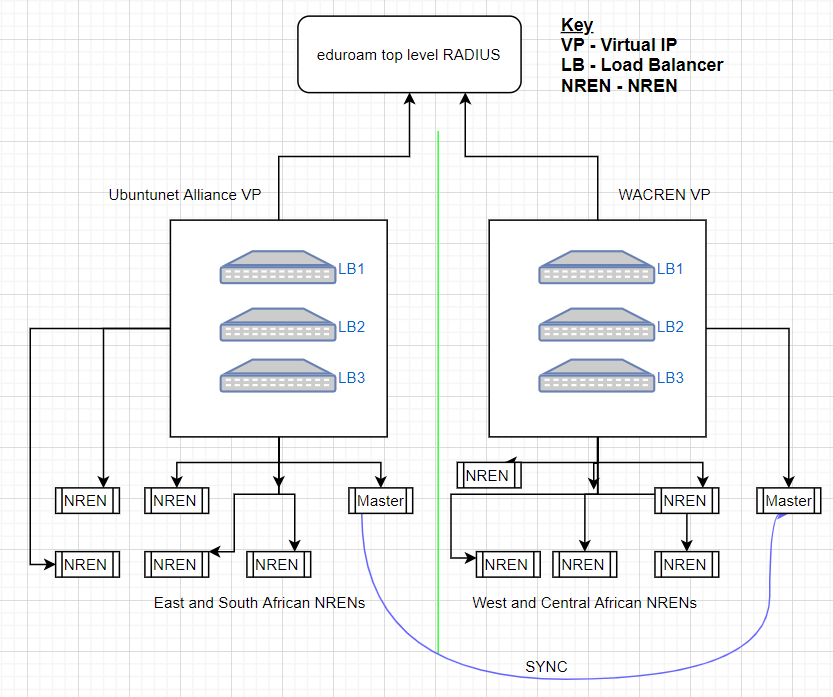 eduroam top level RADIUS
Key
VP - Virtual IP
LB - Load Balancer
NREN - NREN
Ubuntunet Alliance VP
WACREN VP
LB1
LB2
LB3
LB1
LB2
LB3
NREN
NREN
Master
NREN
NREN
NREN
East and South African NRENs
NREN
NREN
Master
NREN
NREN
NREN
West and Central African NRENs
SYNC